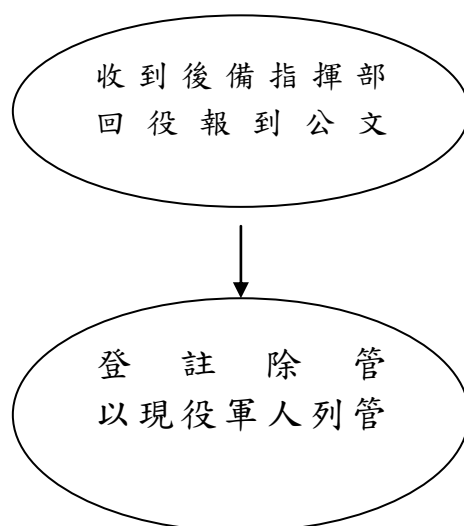 收到後備指揮部
回役報到公文
登註除管
以現役軍人列管